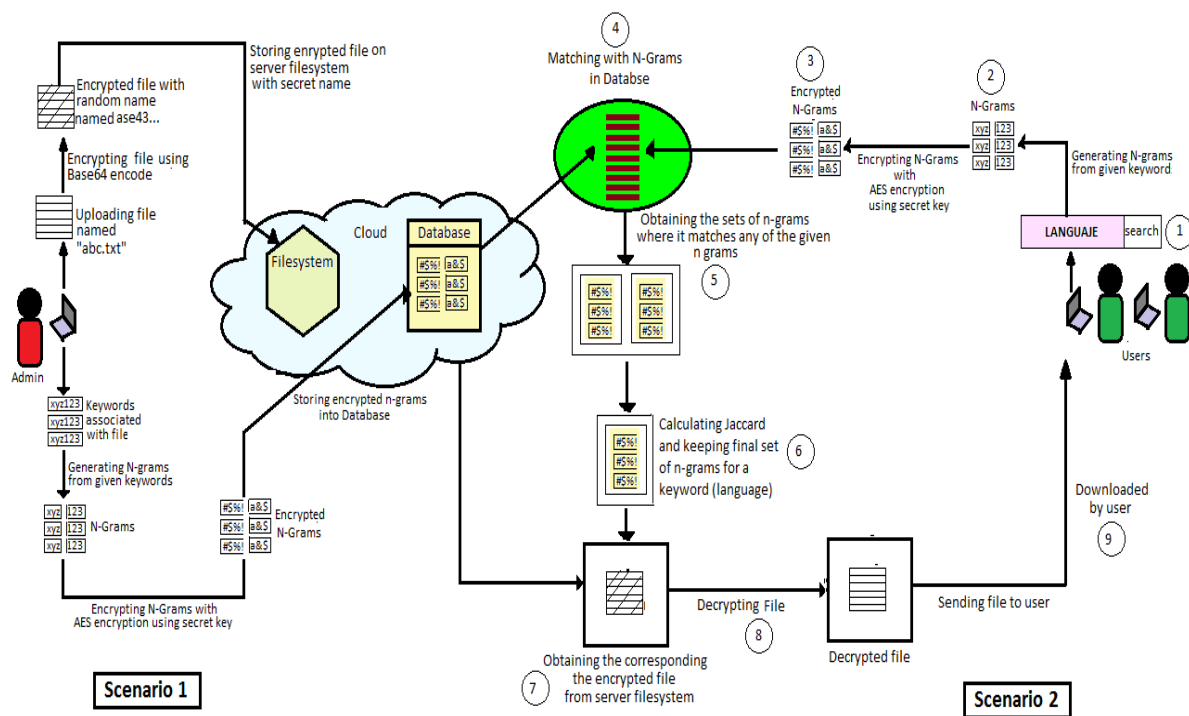 Storing encrypted file on
server filesystem
with secret name
Encrypted file with
random name
named ase43...
Encrypting file using
Base64 encode
Uploading file
named
"abc.txt"
Admin
xyz123
xyz123
xyz123
Keywords
associated
with file
Generating N-grams
from given keywords
xyz 123
xyz 123
xyz 123
N-Grams
Encrypting N-Grams with
AES encryption using secret key
#$%! a&$
#$%! a&$
#$%! a&$
Encrypted
N-Grams
Storing encrypted n-grams
into Database
Cloud
Filesystem
Database
#$%! a&$
#$%! a&$
#$%! a&$
Scenario 1
1
LANGUAJE
search
Users
Generating N-grams
from given keyword
2
N-Grams
xyz 123
xyz 123
xyz 123
Encrypting N-Grams
with
AES encryption
using secret key
3
Encrypted
N-Grams
#$%! a&$
#$%! a&$
#$%! a&$
4
Matching with N-Grams
in Databse
Obtaining the sets of n-grams
where it matches any of the given
n grams
5
#$%! #$%!
#$%! #$%!
#$%! #$%!
Calculating Jaccard
and keeping final set
of n-grams for a
keyword (language)
6
#$%!
#$%!
#$%!
Obtaining the corresponding
the encrypted file
from server filesystem
7
Decrypting File
8
Decrypted file
Sending file to user
Downloaded
by user
9
Scenario 2